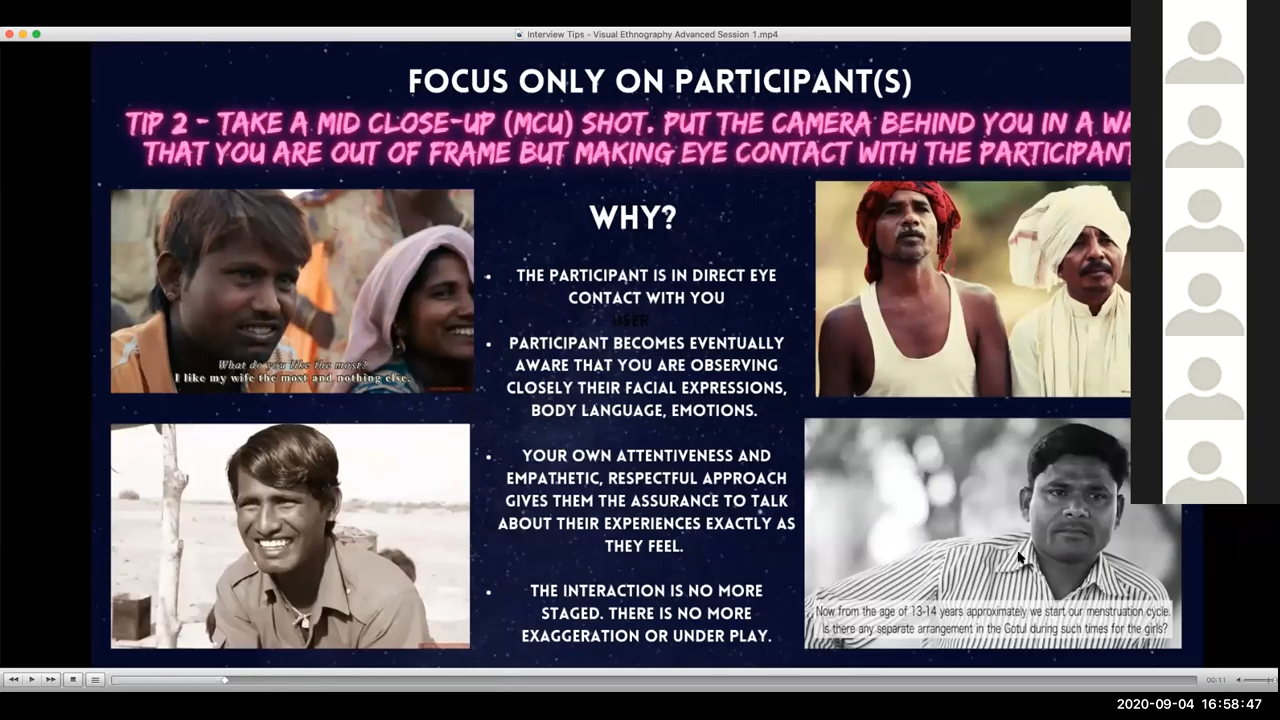 Interview Tips - Visual Ethnography Advanced Session 1.mp4
FOCUS ONLY ON PARTICIPANT(S)
TIP 2 - TAKE A MID CLOSE-UP (MCU) SHOT. PUT THE CAMERA BEHIND YOU IN A WA
THAT YOU ARE OUT OF FRAME BUT MAKING EYE CONTACT WITH THE PARTICIPANT
WHY?
• THE PARTICIPANT IS IN DIRECT EYE
CONTACT WITH YOU
USER
• PARTICIPANT BECOMES EVENTUALLY
AWARE THAT YOU ARE OBSERVING
CLOSELY THEIR FACIAL EXPRESSIONS,
BODY LANGUAGE, EMOTIONS.
• YOUR OWN ATTENTIVENESS AND
EMPATHETIC, RESPECTFUL APPROACH
GIVES THEM THE ASSURANCE TO TALK
ABOUT THEIR EXPERIENCES EXACTLY AS
THEY FEEL.
• THE INTERACTION IS NO MORE
STAGED. THERE IS NO MORE
EXAGGERATION OR UNDER PLAY.
What do you like the most?
I like my wife the most and nothing else.
Now from the age of 13-14 years approximately we start our menstruation cycle.
Is there any separate arrangement in the Gotul during such times for the girls?
00:11
2020-09-04 16:58:47